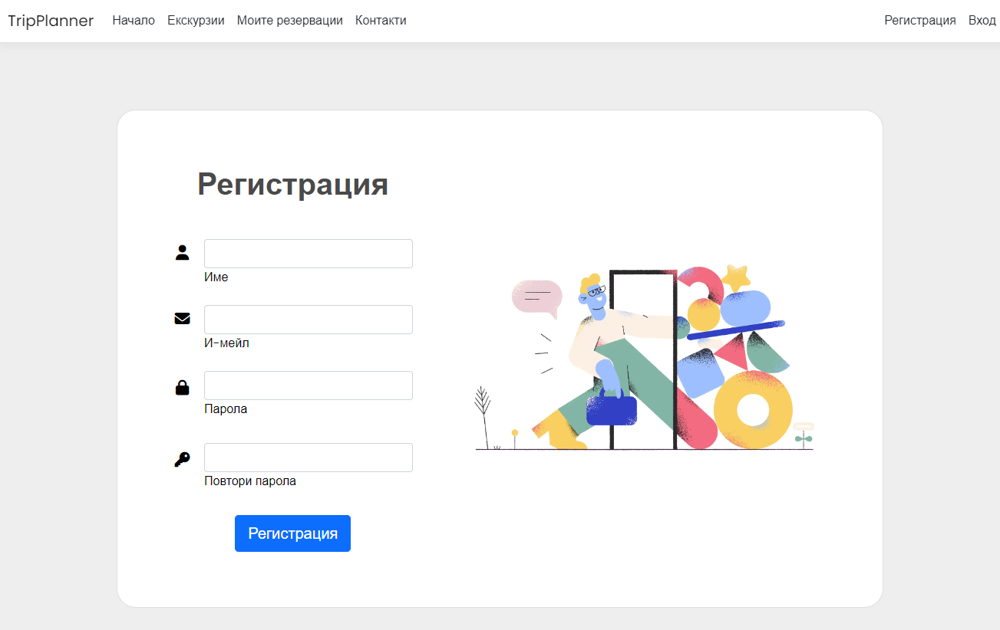 TripPlanner Начало Екскурзии Моите резервации Контакти Регистрация Вход
Регистрация
Име
И-мейл
Парола
Повтори парола
Регистрация